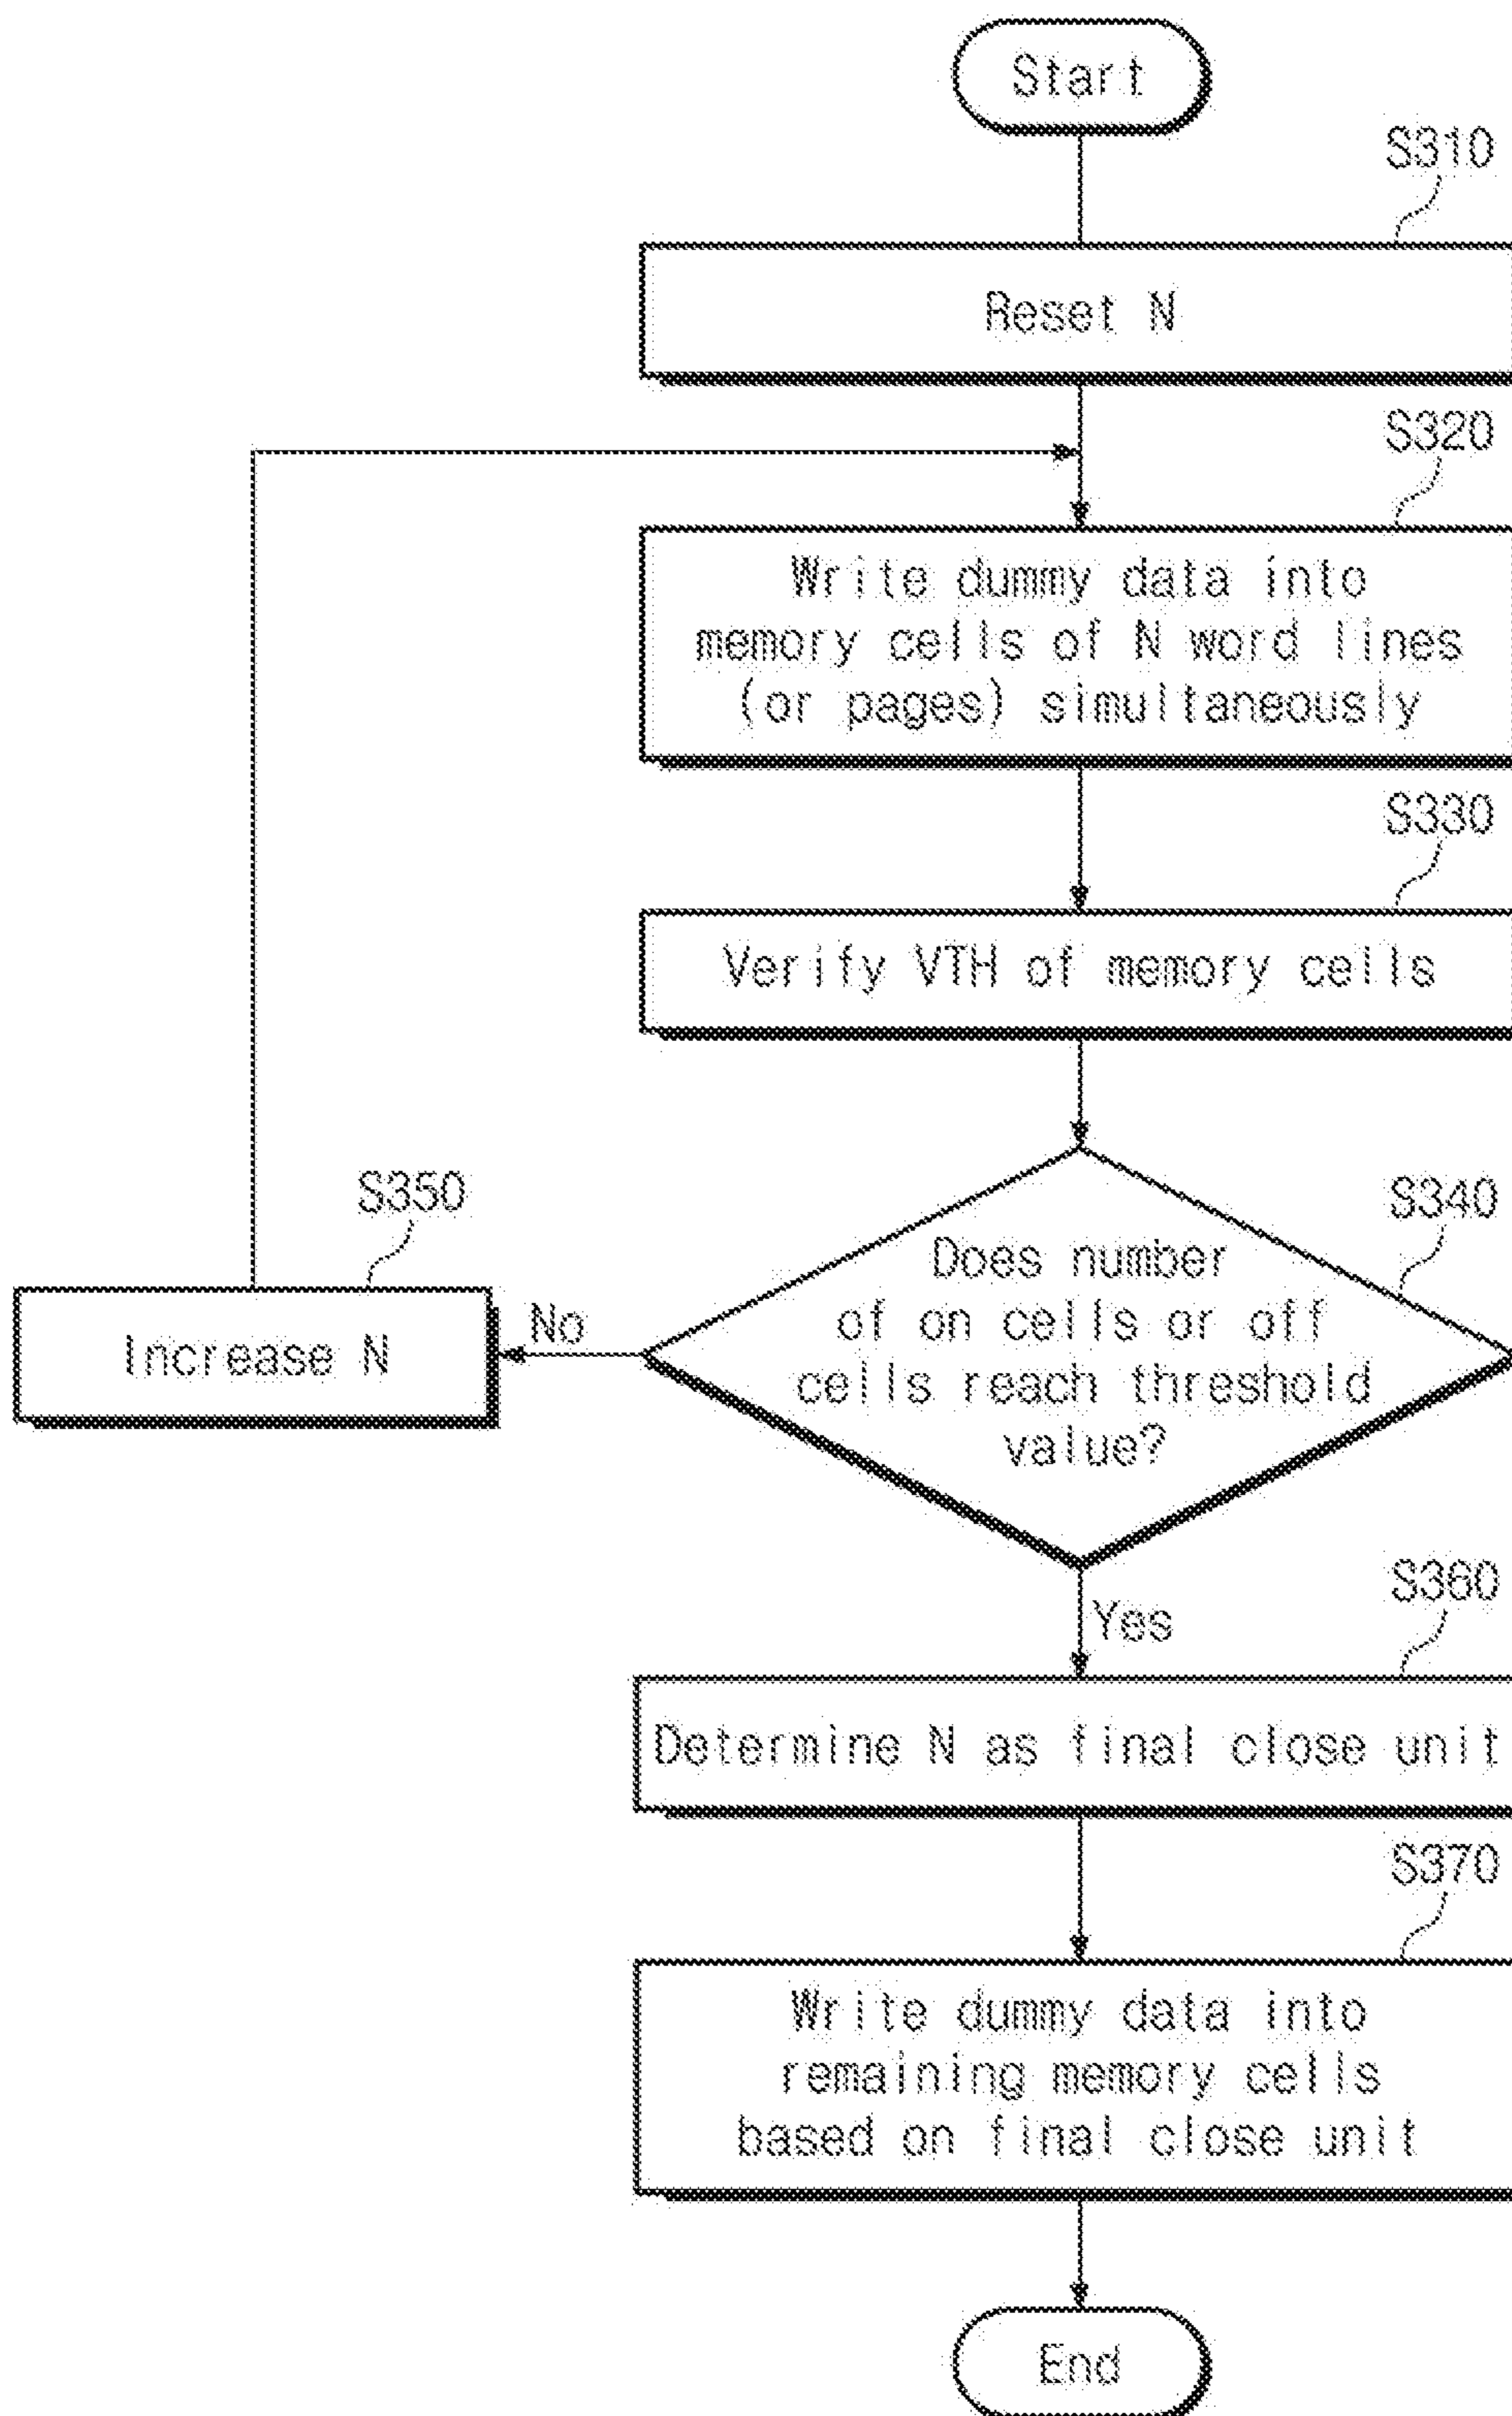 Start
S310
Reset N
S320
Write dummy data into
memory cells of N word lines
(or pages) simultaneously
S330
Verify VTH of memory cells
S340
Does number
of on cells or off
cells reach threshold
value?
S350
Increase N
No
Yes
S360
Determine N as final close unit
S370
Write dummy data into
remaining memory cells
based on final close unit
End